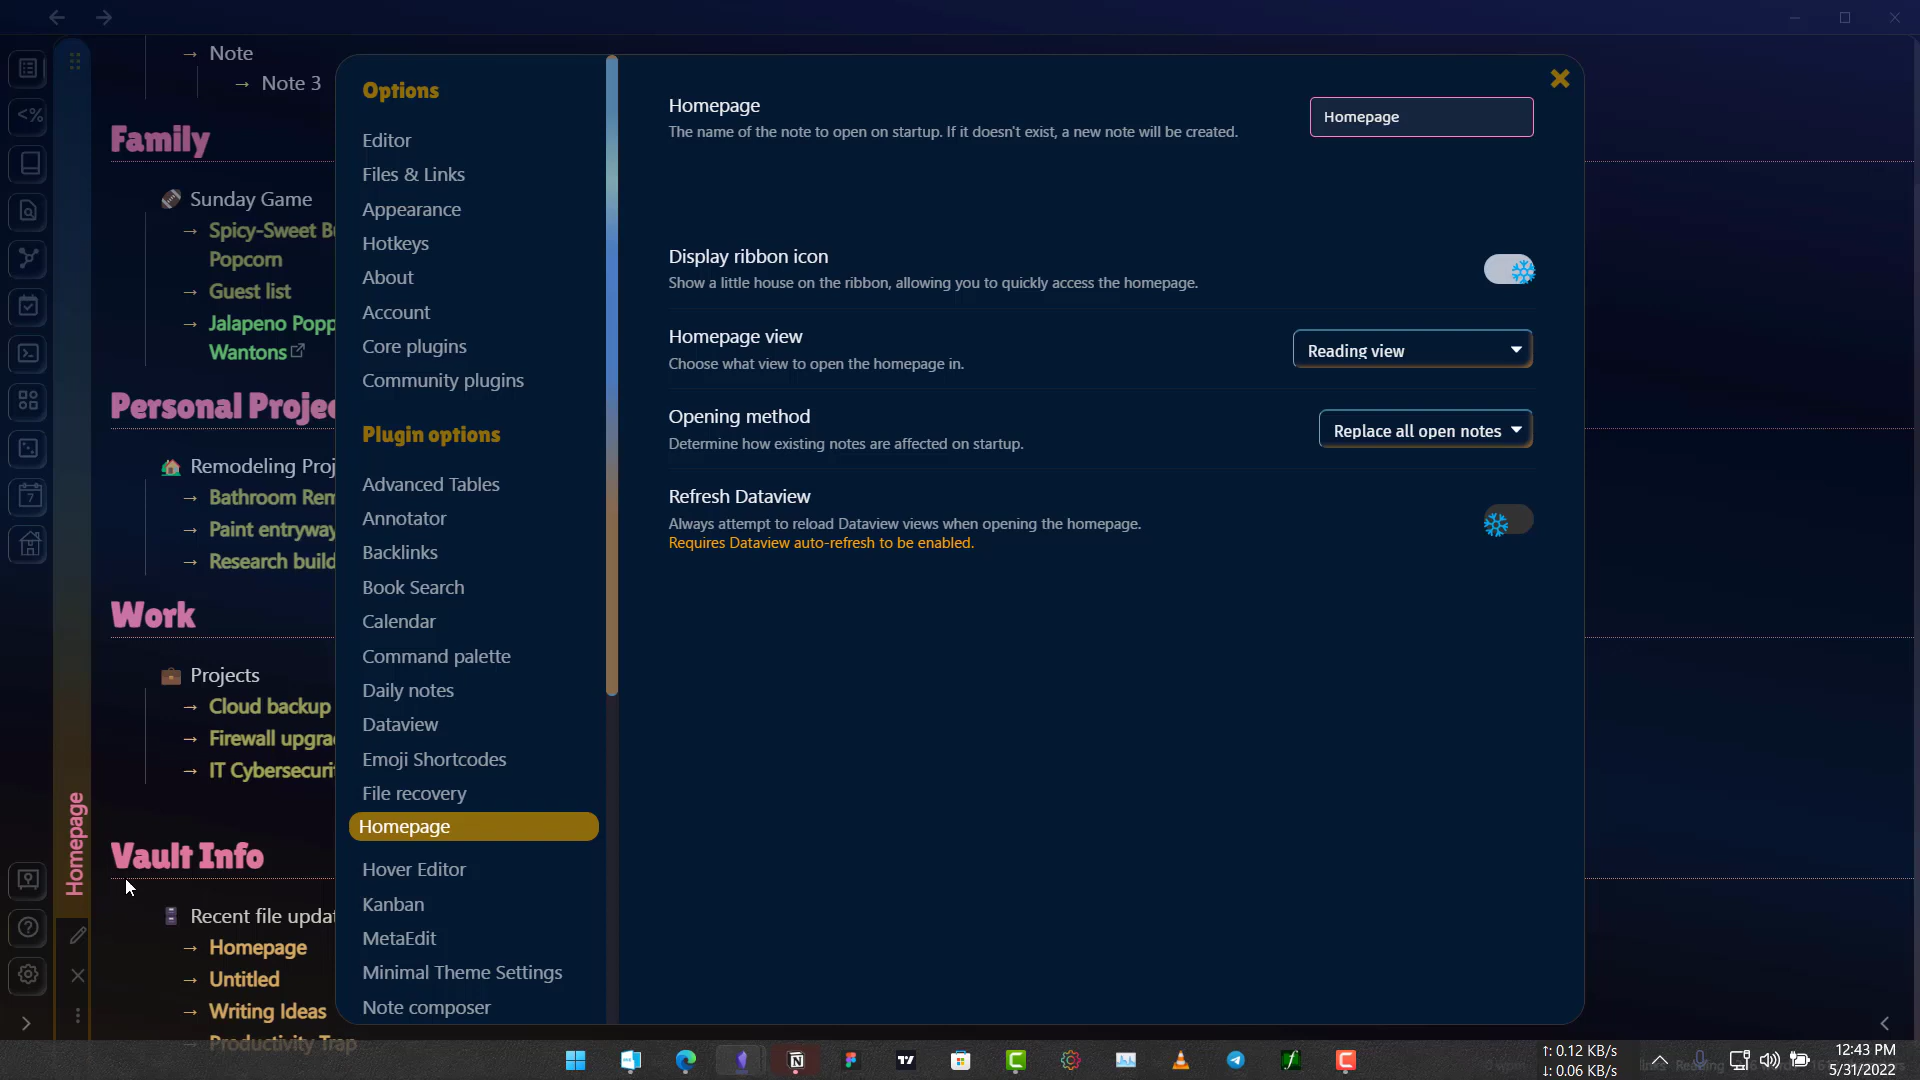 Note
Note 3
Family
Sunday Game
Spicy-Sweet B
Popcorn
Guest list
Jalapeno Popp
Wantons
Personal Projec
Remodeling Proj
Bathroom Rem
Paint entryway
Research build
Work
Projects
Cloud backup
Firewall upgra
IT Cybersecurit
Vault Info
Recent file updat
Homepage
Untitled
Writing Ideas
Productivity Trap
Homepage
Options
Editor
Files & Links
Appearance
Hotkeys
About
Account
Core plugins
Community plugins
Plugin options
Advanced Tables
Annotator
Backlinks
Book Search
Calendar
Command palette
Daily notes
Dataview
Emoji Shortcodes
File recovery
Homepage
Hover Editor
Kanban
MetaEdit
Minimal Theme Settings
Note composer
Homepage
The name of the note to open on startup. If it doesn't exist, a new note will be created.
Homepage
Display ribbon icon
Show a little house on the ribbon, allowing you to quickly access the homepage.
Homepage view
Choose what view to open the homepage in.
Reading view
Opening method
Determine how existing notes are affected on startup.
Replace all open notes
Refresh Dataview
Always attempt to reload Dataview views when opening the homepage.
Requires Dataview auto-refresh to be enabled.
↑: 0.12 KB/s
↓: 0.06 KB/s
12:43 PM
5/31/2022